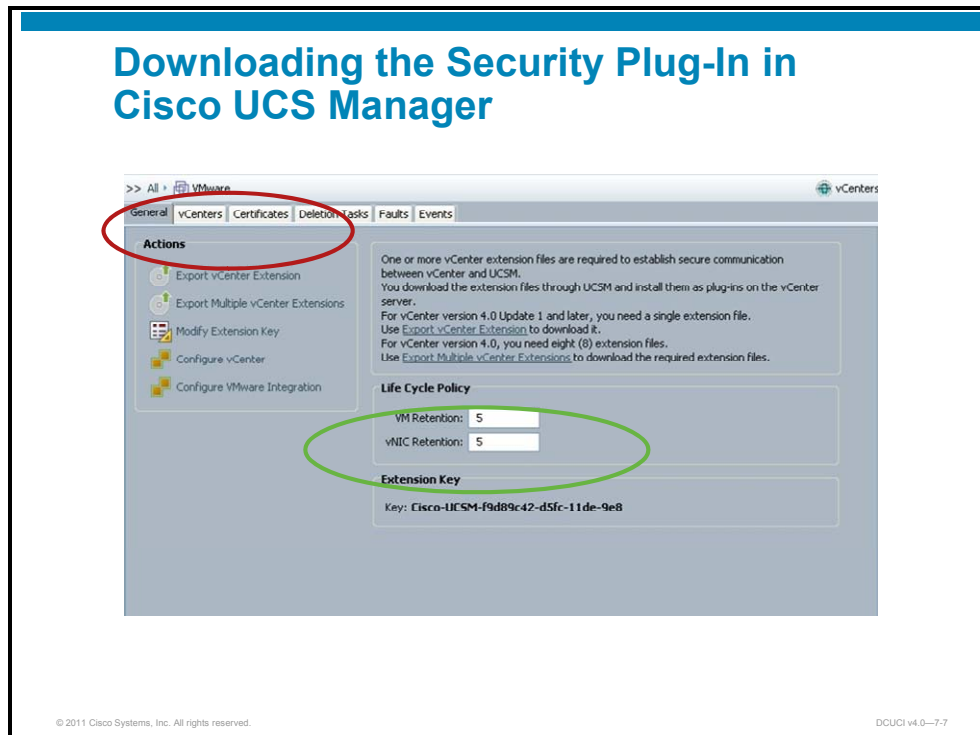 Downloading the Security Plug-In in
Cisco UCS Manager
>> All VMware
vCenters
General vCenters Certificates Deletion Tasks Faults Events
Actions
Export vCenter Extension
Export Multiple vCenter Extensions
Modify Extension Key
Configure vCenter
Configure VMware Integration
One or more vCenter extension files are required to establish secure communication
between vCenter and UCSM.
You download the extension files through UCSM and install them as plug-ins on the vCenter
server.
For vCenter version 4.0 Update 1 and later, you need a single extension file.
Use Export vCenter Extension to download it.
For vCenter version 4.0, you need eight (8) extension files.
Use Export Multiple vCenter Extensions to download the required extension files.
Life Cycle Policy
VM Retention: 5
vNIC Retention: 5
Extension Key
Key: Cisco-UCSM-f9d89c42-d5fc-11de-9e8
© 2011 Cisco Systems, Inc. All rights reserved.
DCUCI v4.0—7-7